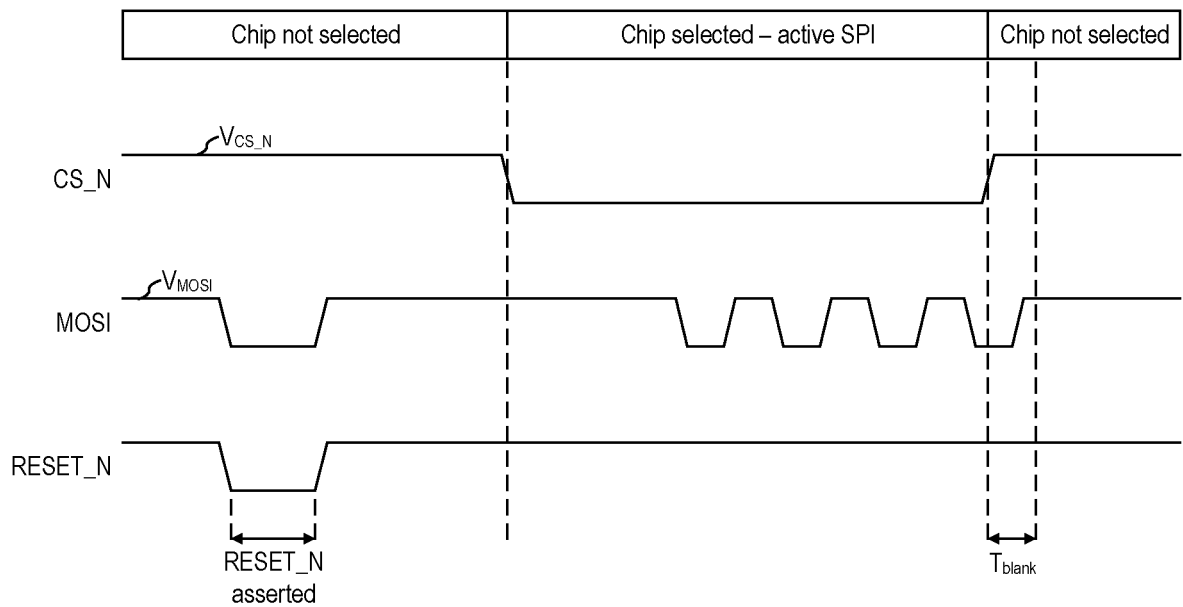 Chip not selected
Chip selected – active SPI
Chip not selected
V_CS_N
CS_N
V_MOSI
MOSI
RESET_N
RESET_N
asserted
T_blank